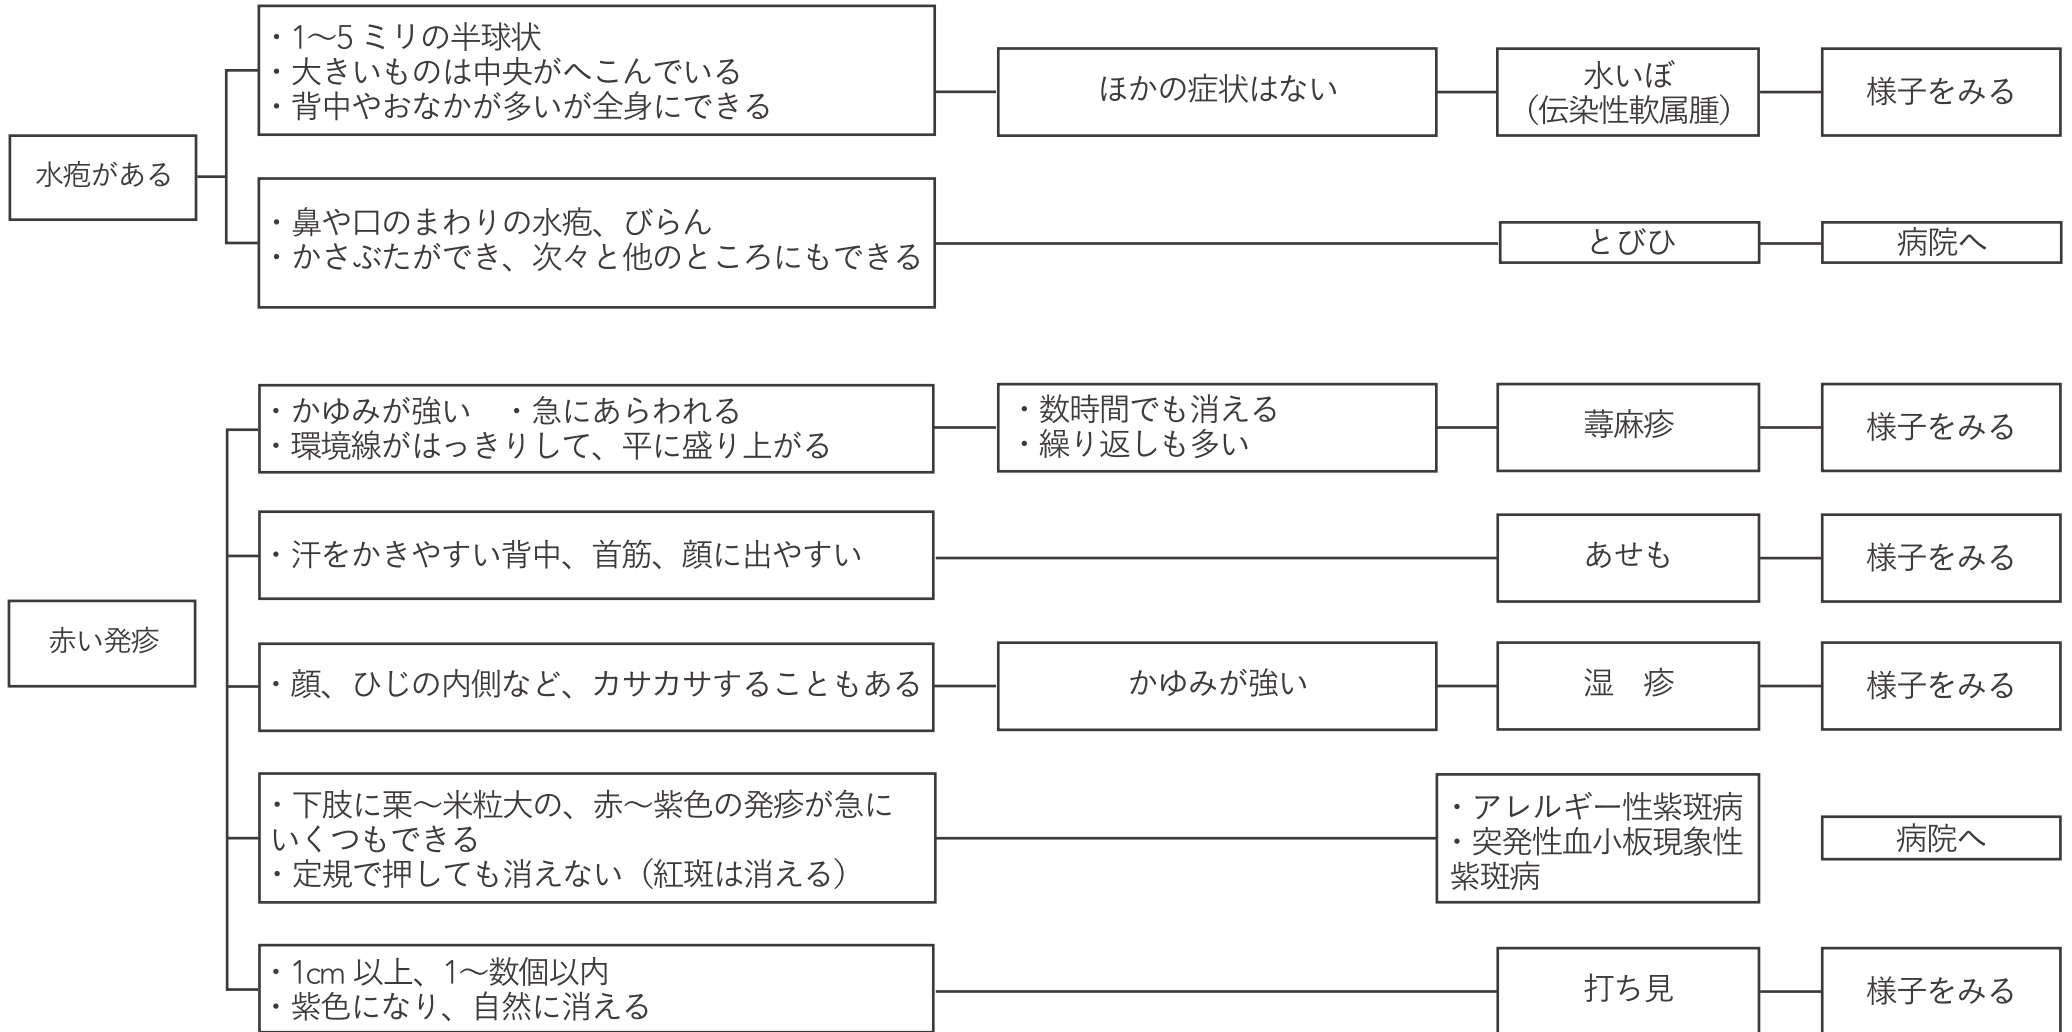 水疱がある
・1～5 ミリの半球状
・大きいものは中央がへこんでいる
・背中やおなかが多いが全身にできる
ほかの症状はない
水いぼ
（伝染性軟属腫）
様子をみる
・鼻や口のまわりの水疱、びらん
・かさぶたができ、次々と他のところにもできる
とびひ
病院へ
赤い発疹
・かゆみが強い　・急にあらわれる
・環境線がはっきりして、平に盛り上がる
・数時間でも消える
・繰り返しも多い
蕁麻疹
様子をみる
・汗をかきやすい背中、首筋、顔に出やすい
あせも
様子をみる
・顔、ひじの内側など、カサカサすることもある
かゆみが強い
湿　疹
様子をみる
・下肢に栗～米粒大の、赤～紫色の発疹が急に
いくつもできる
・定規で押しても消えない（紅斑は消える）
・アレルギー性紫斑病
・突発性血小板現象性
紫斑病
病院へ
・1cm 以上、1～数個以内
・紫色になり、自然に消える
打ち見
様子をみる